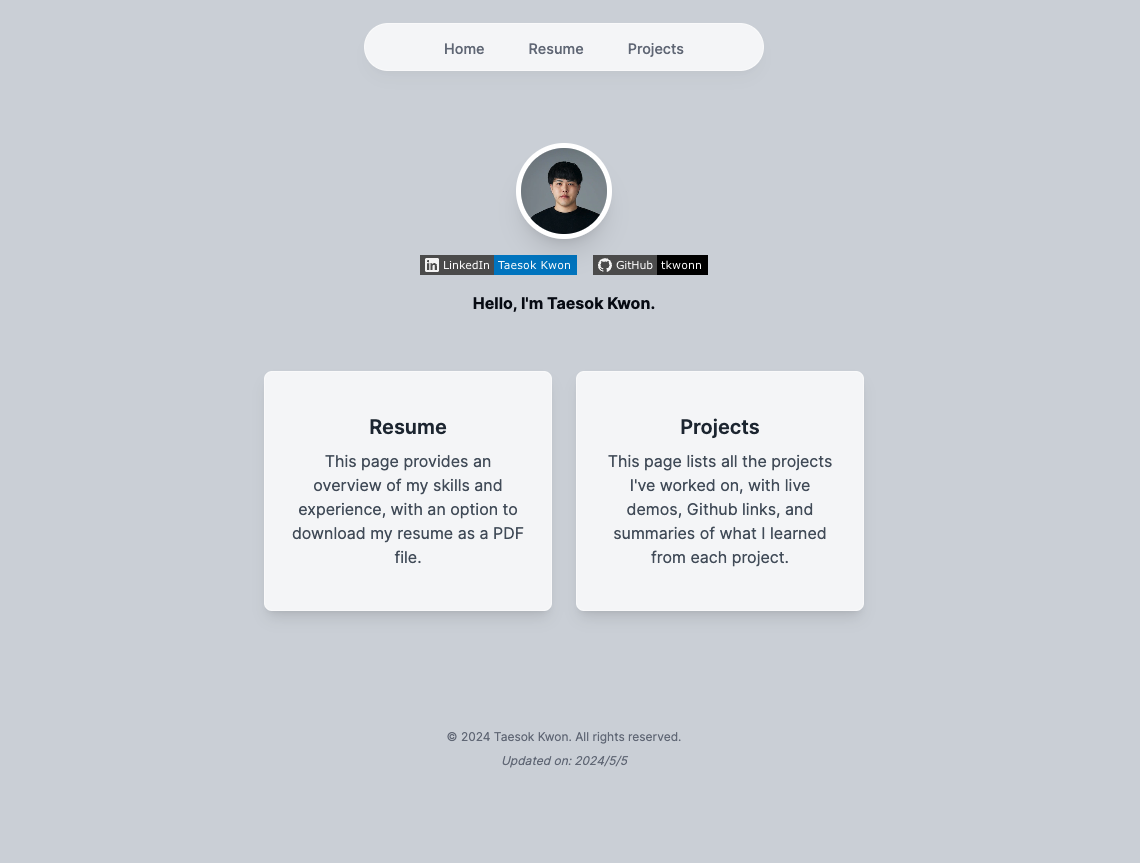 Home Resume Projects
LinkedIn Taesok Kwon GitHub tkwonn
Hello, I'm Taesok Kwon.
Resume
This page provides an
overview of my skills and
experience, with an option to
download my resume as a PDF
file.
Projects
This page lists all the projects
I've worked on, with live
demos, Github links, and
summaries of what I learned
from each project.
© 2024 Taesok Kwon. All rights reserved.
Updated on: 2024/5/5